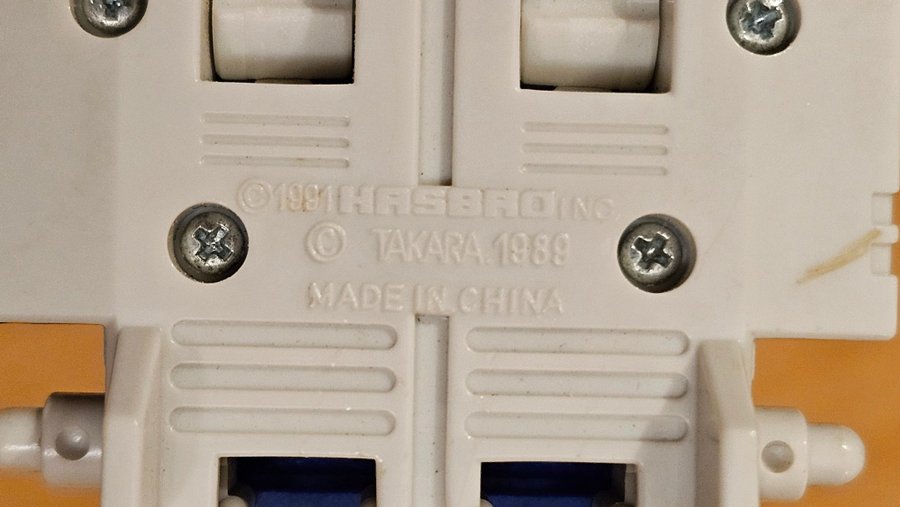 ©1991 HASBRO INC.
© TAKARA.1989
MADE IN CHINA